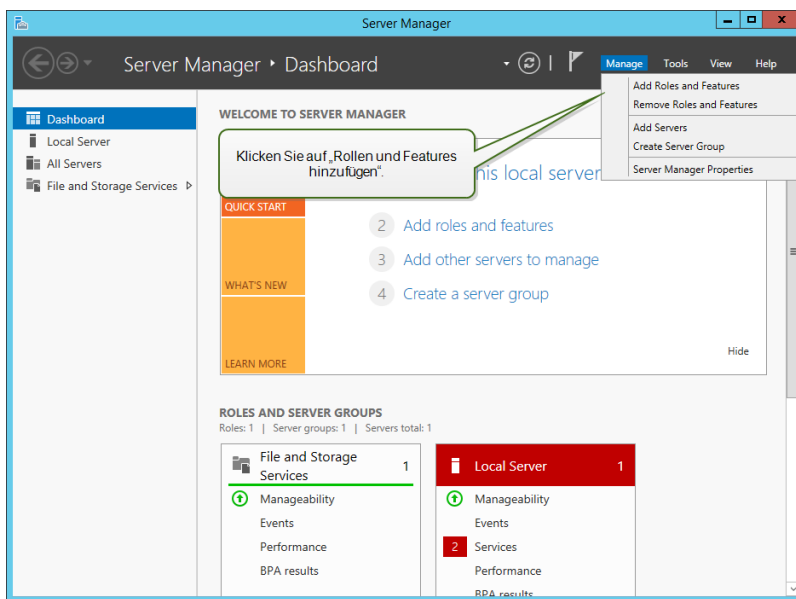 Server Manager
Server Manager • Dashboard
Manage Tools View Help
Add Roles and Features
Remove Roles and Features
Add Servers
Create Server Group
Server Manager Properties
Dashboard
Local Server
All Servers
File and Storage Services
WELCOME TO SERVER MANAGER
Klicken Sie auf „Rollen und Features
hinzufügen“.
his local server
QUICK START
2 Add roles and features
3 Add other servers to manage
WHAT'S NEW
4 Create a server group
Hide
LEARN MORE
ROLES AND SERVER GROUPS
Roles: 1 | Server groups: 1 | Servers total: 1
File and Storage
Services
1
Manageability
Events
Performance
BPA results
Local Server 1
Manageability
Events
2 Services
Performance
BPA results